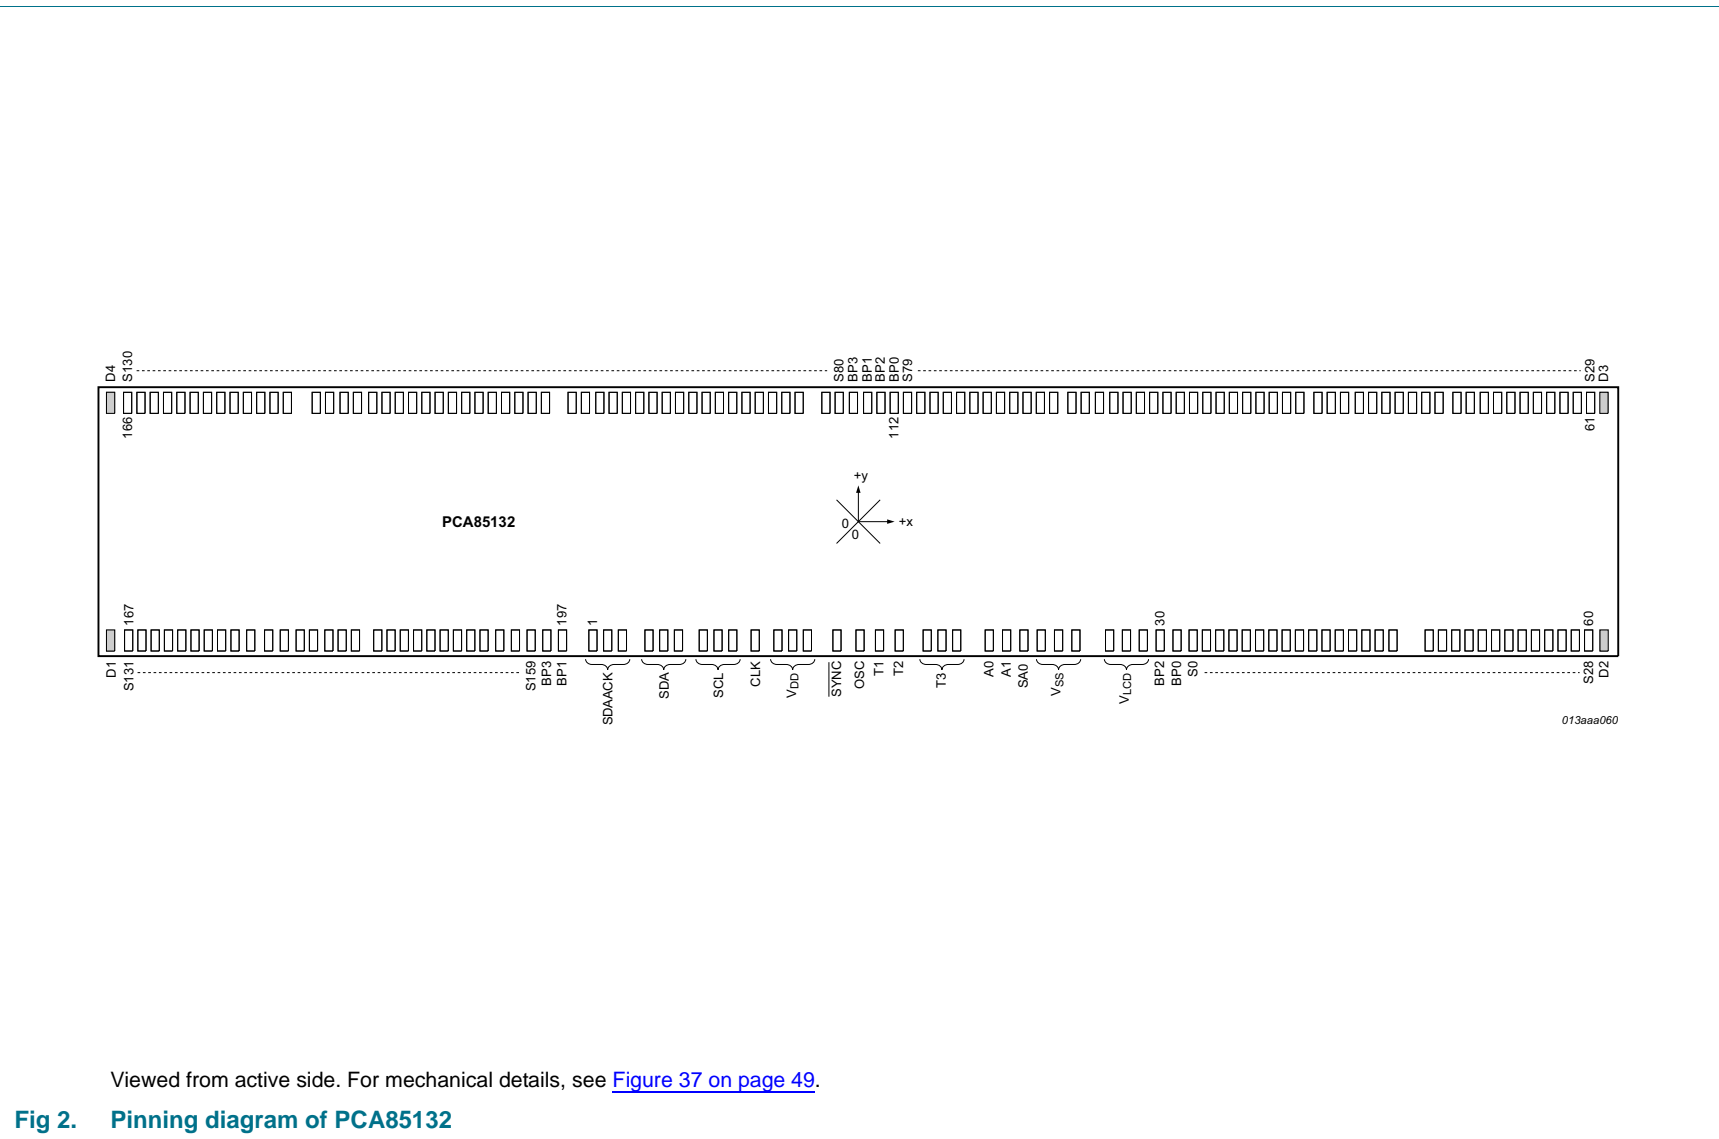 D4 S130 S80 BP3 BP1 BP2 BP0 S79 S29 D3
166 112 61
+y
PCA85132 0 +x
0
167 197 1 30 60
D1 S131 S159 BP3 BP1 SDAACK SDA SCL CLK VDD SYNC OSC T1 T2 T3 A0 A1 SA0 VSS VLCD BP2 BP0 S0 S28 D2
013aaa060
Viewed from active side. For mechanical details, see Figure 37 on page 49.
Fig 2. Pinning diagram of PCA85132